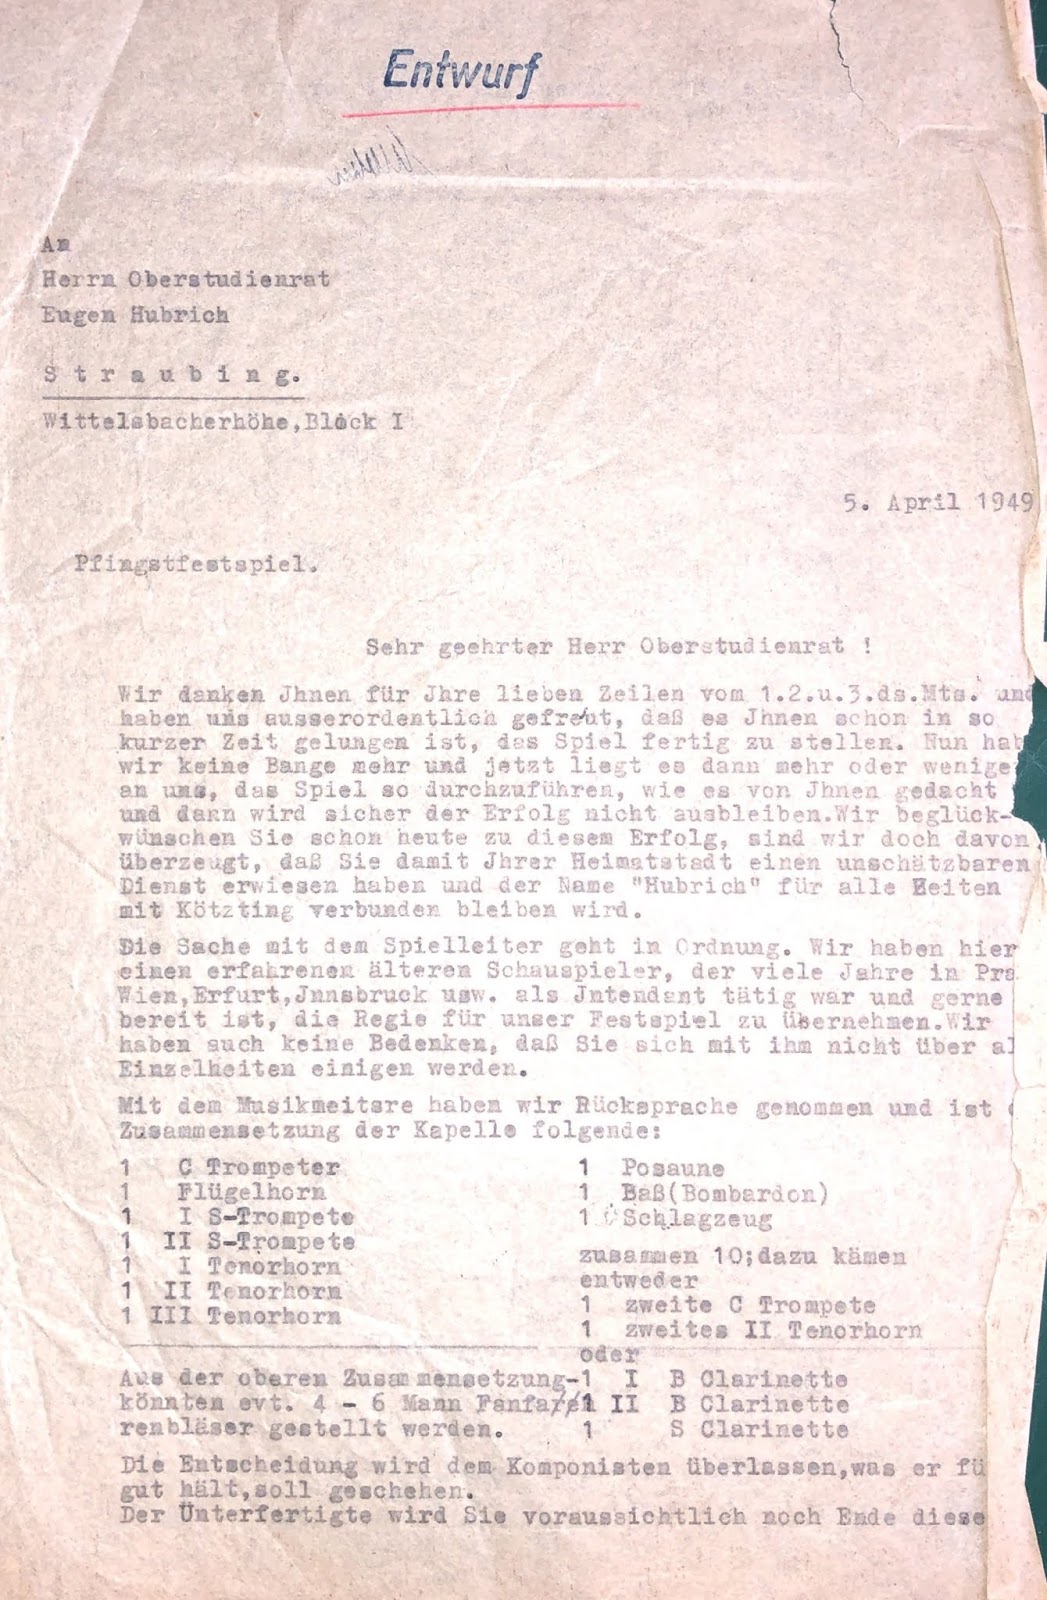 Entwurf
An
Herrn Oberstudienrat
Eugen Hubrich
Straubing.
Wittelsbacherhöhe,Block I
5. April 1949
Pfingstfestspiel.
Sehr geehrter Herr Oberstudienrat !
Wir danken Jhnen für Jhre lieben Zeilen vom 1.2.u.3.ds.Mts. und
haben uns ausserordentlich gefreut, daß es Jhnen schon in so
kurzer Zeit gelungen ist, das Spiel fertig zu stellen. Nun hab
wir keine Bange mehr und jetzt liegt es dann mehr oder wenige
an uns, das Spiel so durchzuführen, wie es von Jhnen gedacht
und dann wird sicher der Erfolg nicht ausbleiben.Wir beglück-
wünschen Sie schon heute zu diesem Erfolg, sind wir doch davon
überzeugt, daß Sie damit Jhrer Heimatstadt einen unschätzbaren
Dienst erwiesen haben und der Name "Hubrich" für alle Zeiten
mit Kötzting verbunden bleiben wird.
Die Sache mit dem Spielleiter geht in Ordnung. Wir haben hier
einen erfahrenen älteren Schauspieler, der viele Jahre in Pra
Wien,Erfurt,Jnnsbruck usw. als Jntendant tätig war und gerne
bereit ist, die Regie für unser Festspiel zu übernehmen.Wir
haben auch keine Bedenken, daß Sie sich mit ihm nicht über al
Einzelheiten einigen werden.
Mit dem Musikmeitsre haben wir Rücksprache genommen und ist
Zusammensetzung der Kapelle folgende:
1 C Trompeter
1 Flügelhorn
1 I S-Trompete
1 II S-Trompete
1 I Tenorhorn
1 II Tenorhorn
1 III Tenorhorn
1 Posaune
1 Baß(Bombardon)
1 Schlagzeug
zusammen 10;dazu kämen
entweder
1 zweite C Trompete
1 zweites II Tenorhorn
oder
1 I B Clarinette
1 II B Clarinette
1 S Clarinette
Aus der oberen Zusammensetzung-
könnten evt. 4 - 6 Mann Fanfa
renbläser gestellt werden.
Die Entscheidung wird dem Komponisten überlassen,was er fü
gut hält,soll geschehen.
Der Unterfertigte wird Sie voraussichtlich noch Ende diese